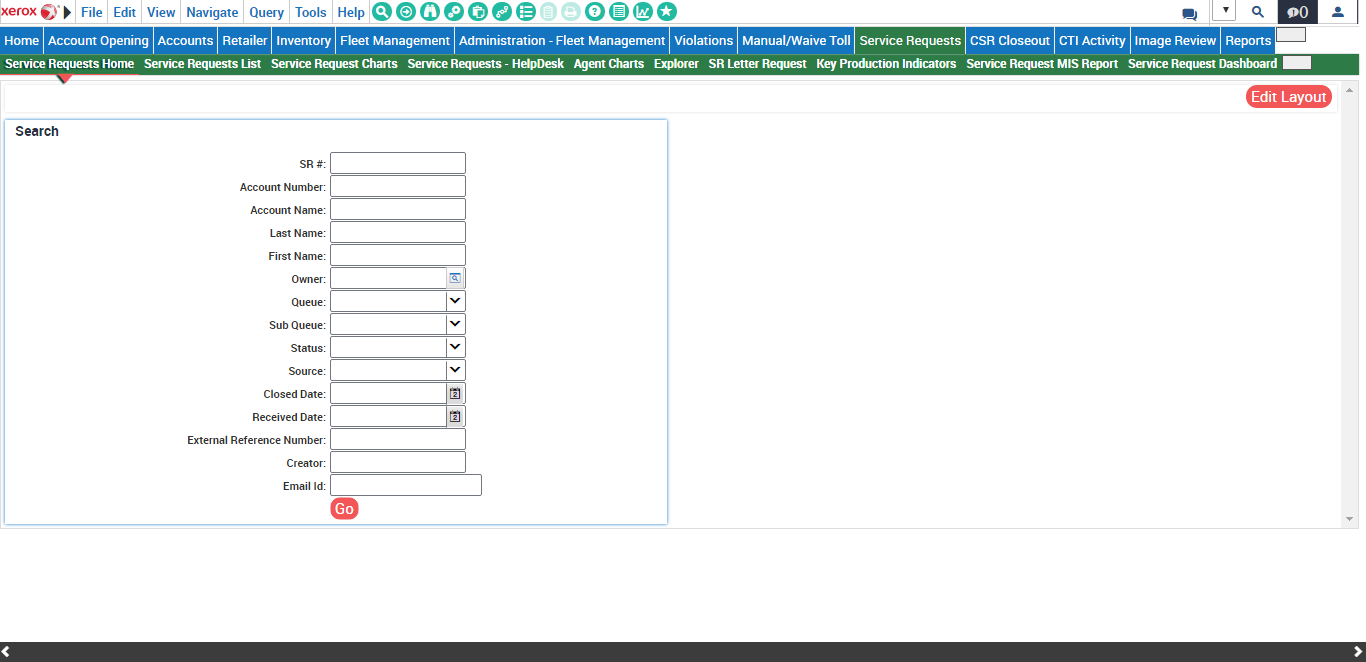 xerox File Edit View Navigate Query Tools Help 0
Home Account Opening Accounts Retailer Inventory Fleet Management Administration - Fleet Management Violations Manual/Waive Toll Service Requests CSR Closeout CTI Activity Image Review Reports
Service Requests Home Service Requests List Service Request Charts Service Requests - HelpDesk Agent Charts Explorer SR Letter Request Key Production Indicators Service Request MIS Report Service Request Dashboard
Edit Layout
Search
SR #:
Account Number:
Account Name:
Last Name:
First Name:
Owner:
Queue:
Sub Queue:
Status:
Source:
Closed Date:
Received Date:
External Reference Number:
Creator:
Email Id:
Go